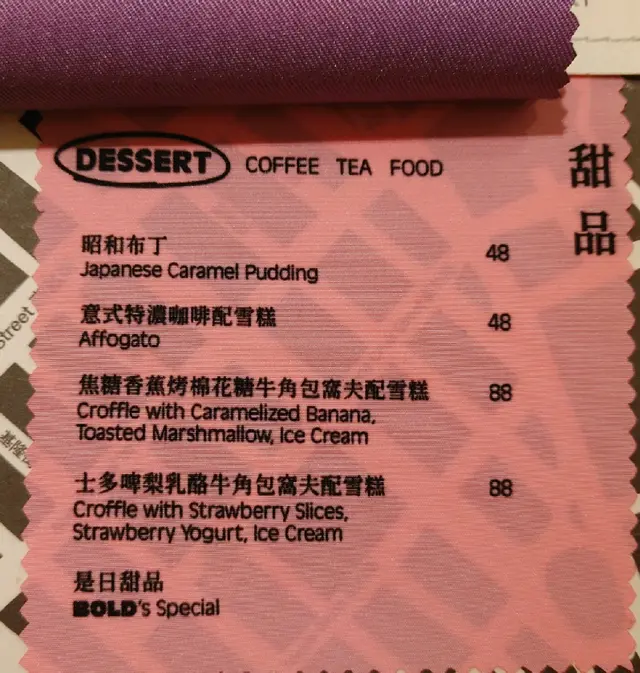 DESSERT COFFEE TEA FOOD
甜品
昭和布丁 48
Japanese Caramel Pudding
意式特濃咖啡配雪糕 48
Affogato
焦糖香蕉烤棉花糖牛角包窩夫配雪糕 88
Croffle with Caramelized Banana,
Toasted Marshmallow, Ice Cream
士多啤梨乳酪牛角包窩夫配雪糕 88
Croffle with Strawberry Slices,
Strawberry Yogurt, Ice Cream
是日甜品
BOLD's Special
Street
基隆